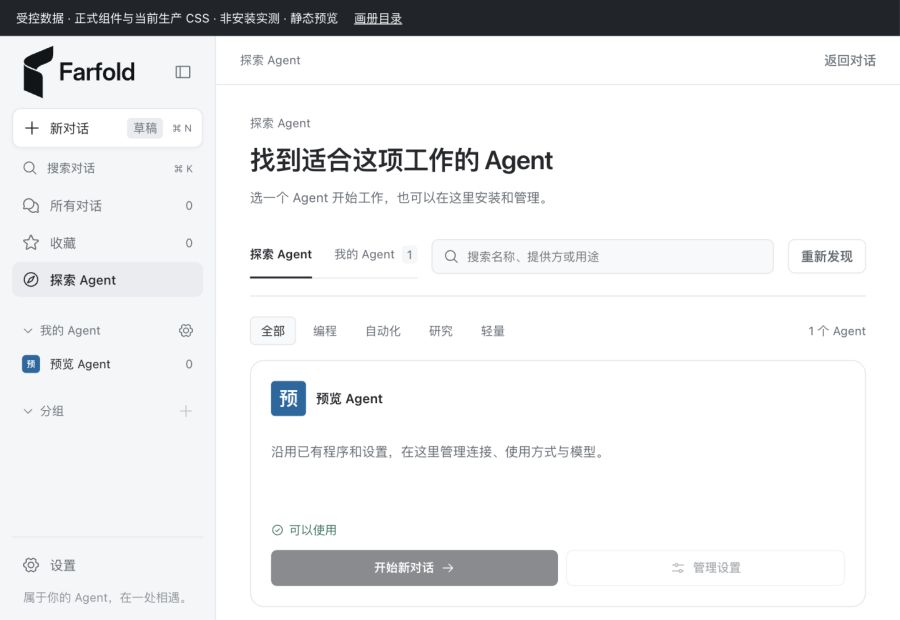 受控数据 · 正式组件与当前生产 CSS · 非安装实测 · 静态预览 画册目录
Farfold
新对话 草稿 ⌘ N
搜索对话 ⌘ K
所有对话 0
收藏 0
探索 Agent
我的 Agent
预 预览 Agent 0
分组
设置
属于你的 Agent，在一处相遇。
探索 Agent 返回对话
探索 Agent
找到适合这项工作的 Agent
选一个 Agent 开始工作，也可以在这里安装和管理。
探索 Agent 我的 Agent 1 搜索名称、提供方或用途 重新发现
全部 编程 自动化 研究 轻量 1 个 Agent
预 预览 Agent
沿用已有程序和设置，在这里管理连接、使用方式与模型。
可以使用
开始新对话 → 管理设置